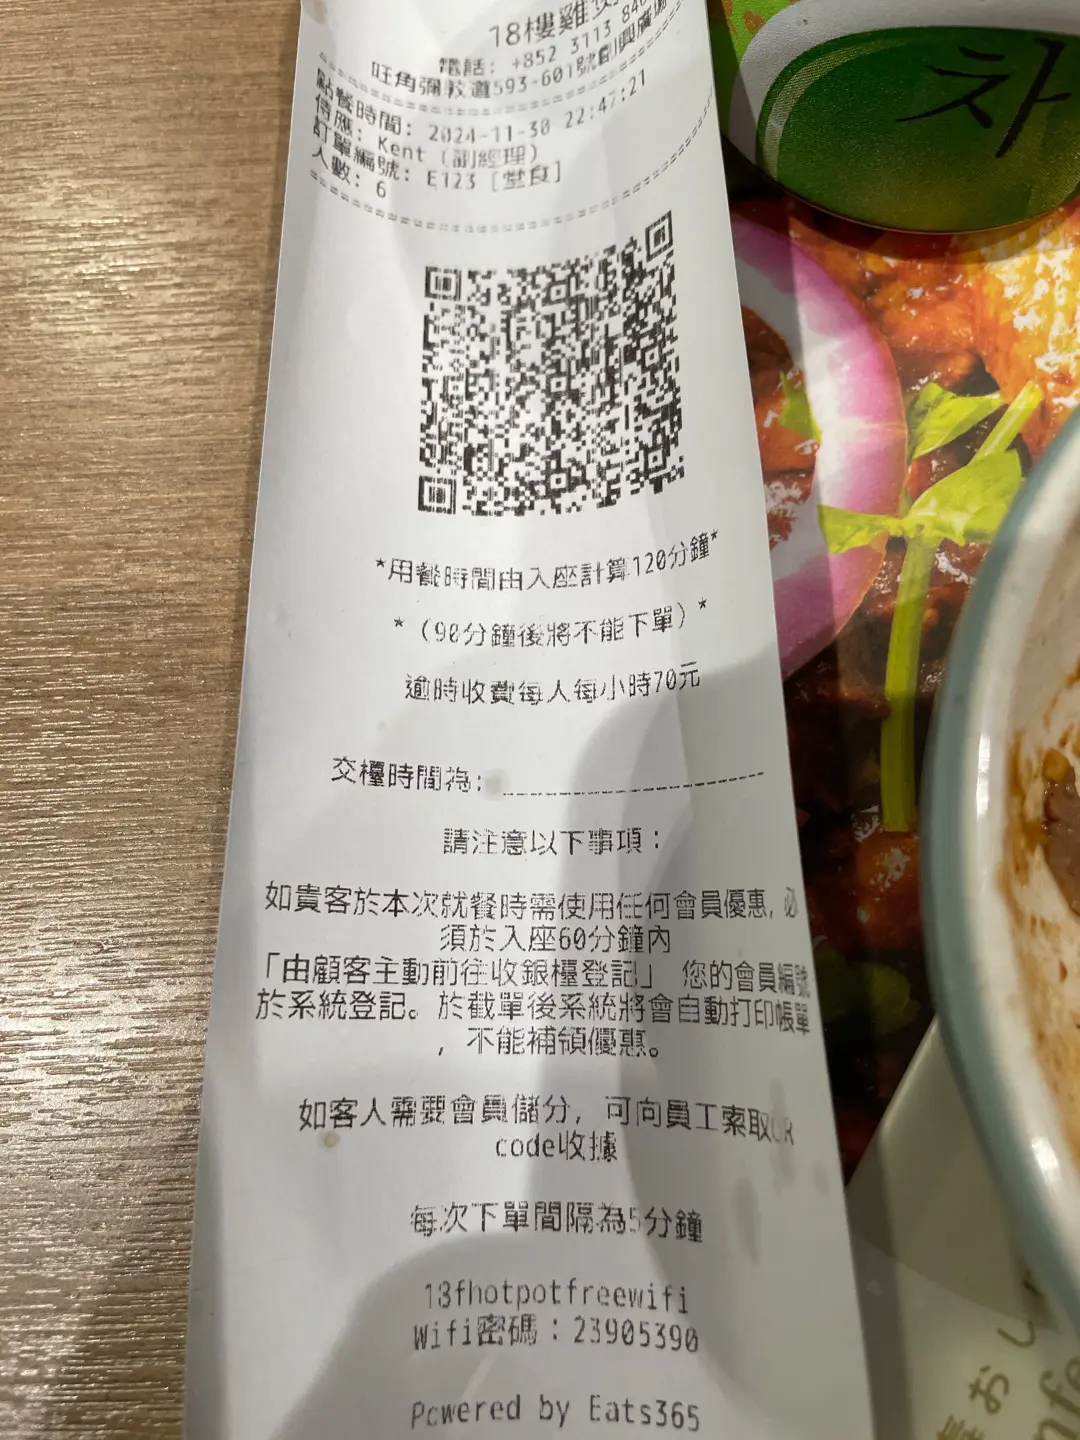 18樓雞
電話: +852 3113 84
旺角彌敦道593-601號創興廣場
點餐時間: 2024-11-30 22:47:21
侍應: Kent (副經理)
訂單編號: E123 [堂食]
人數: 6
*用餐時間由入座計算120分鐘*
*（90分鐘後將不能下單）*
逾時收費每人每小時70元
交檯時間為:
請注意以下事項：
如貴客於本次就餐時需使用任何會員優惠, 必
須於入座60分鐘內
「由顧客主動前往收銀檯登記」 您的會員編號
於系統登記。於截單後系統將會自動打印帳單
, 不能補領優惠。
如客人需要會員儲分, 可向員工索取QR
code收據
每次下單間隔為5分鐘
18fhotpotfreewifi
Wifi密碼：23905390
Powered by Eats365
차